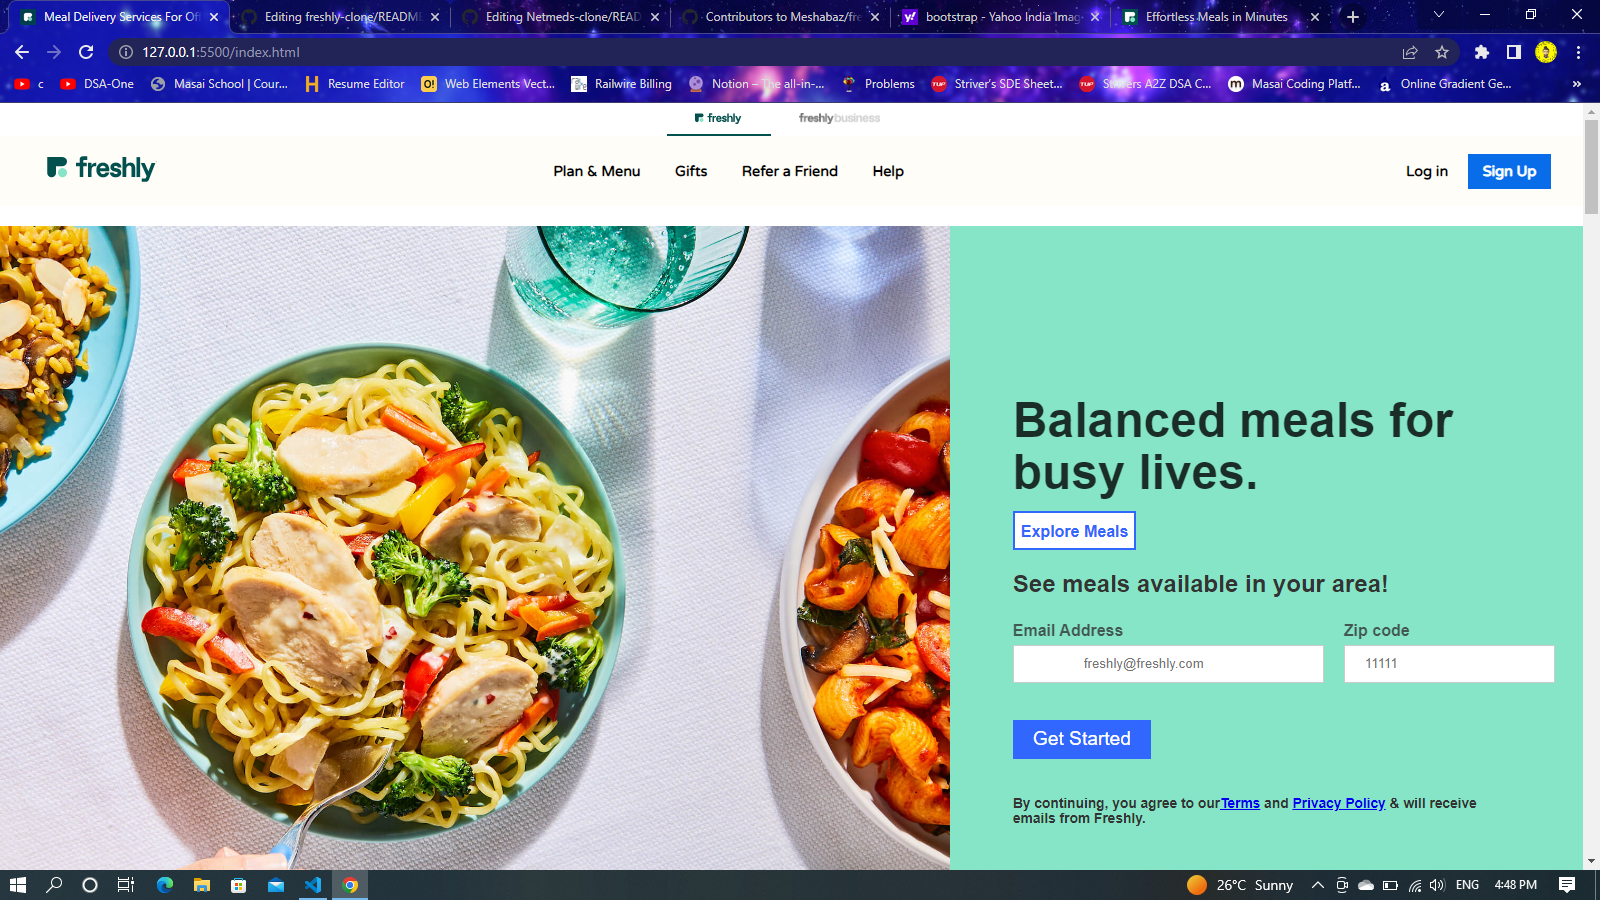 Meal Delivery Services For Of
Editing freshly-clone/READM
Editing Netmeds-clone/READ
Contributors to Meshabaz/fre
bootstrap - Yahoo India Imag
Effortless Meals in Minutes
127.0.0.1:5500/index.html
c
DSA-One
Masai School | Cour...
Resume Editor
Web Elements Vect...
Railwire Billing
Notion – The all-in-...
Problems
Striver's SDE Sheet...
Strivers A2Z DSA C...
Masai Coding Platf...
Online Gradient Ge...
»
freshly
freshlybusiness
freshly
Plan & Menu
Gifts
Refer a Friend
Help
Log in
Sign Up
Balanced meals for
busy lives.
Explore Meals
See meals available in your area!
Email Address
Zip code
freshly@freshly.com
11111
Get Started
By continuing, you agree to ourTerms and Privacy Policy & will receive
emails from Freshly.
26°C Sunny
ENG
4:48 PM